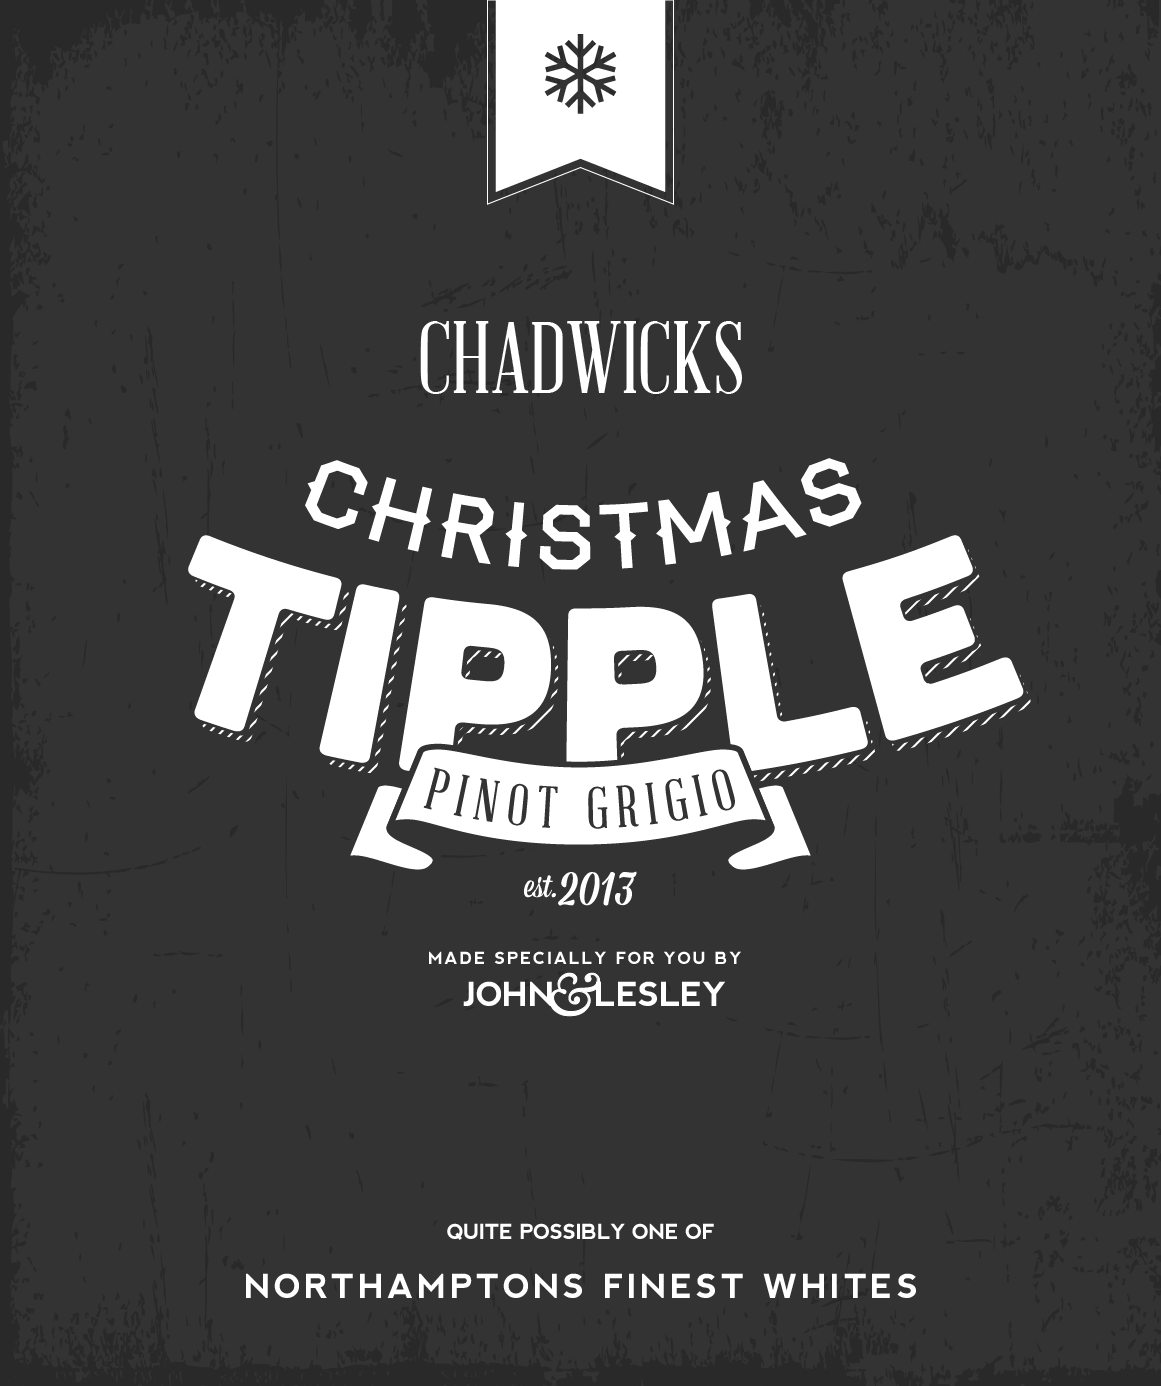 CHADWICKS
CHRISTMAS
TIPPLE
PINOT GRIGIO
est. 2013
MADE SPECIALLY FOR YOU BY
JOHN & LESLEY
QUITE POSSIBLY ONE OF
NORTHAMPTONS FINEST WHITES